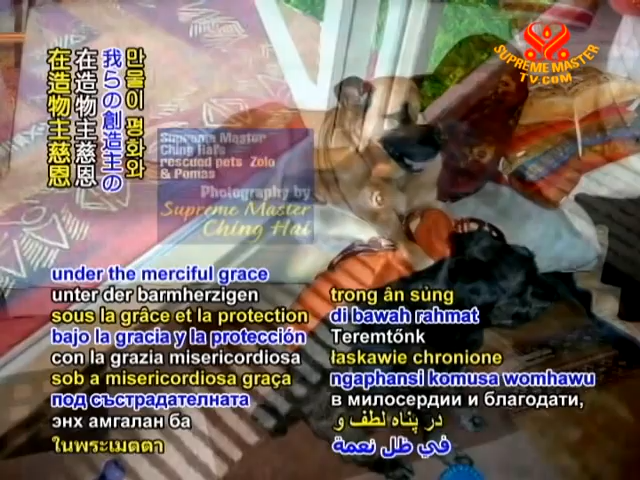 SUPREME MASTER
TV.COM
만물이 평화와
我らの創造主の
在造物主慈恩
在造物主慈恩
Supreme Master
Ching Hai's
rescued pets Zolo
& Pomas
Photography by
Supreme Master
Ching Hai
under the merciful grace
unter der barmherzigen
sous la grâce et la protection
bajo la gracia y la protección
con la grazia misericordiosa
sob a misericordiosa graça
под състрадателната
энх амгалан ба
ในพระเมตตา
trong ân sủng
di bawah rahmat
Teremtőnk
łaskawie chronione
ngaphansi komusa womhawu
в милосердии и благодати,
در پناه لطف و
في ظل نعمة